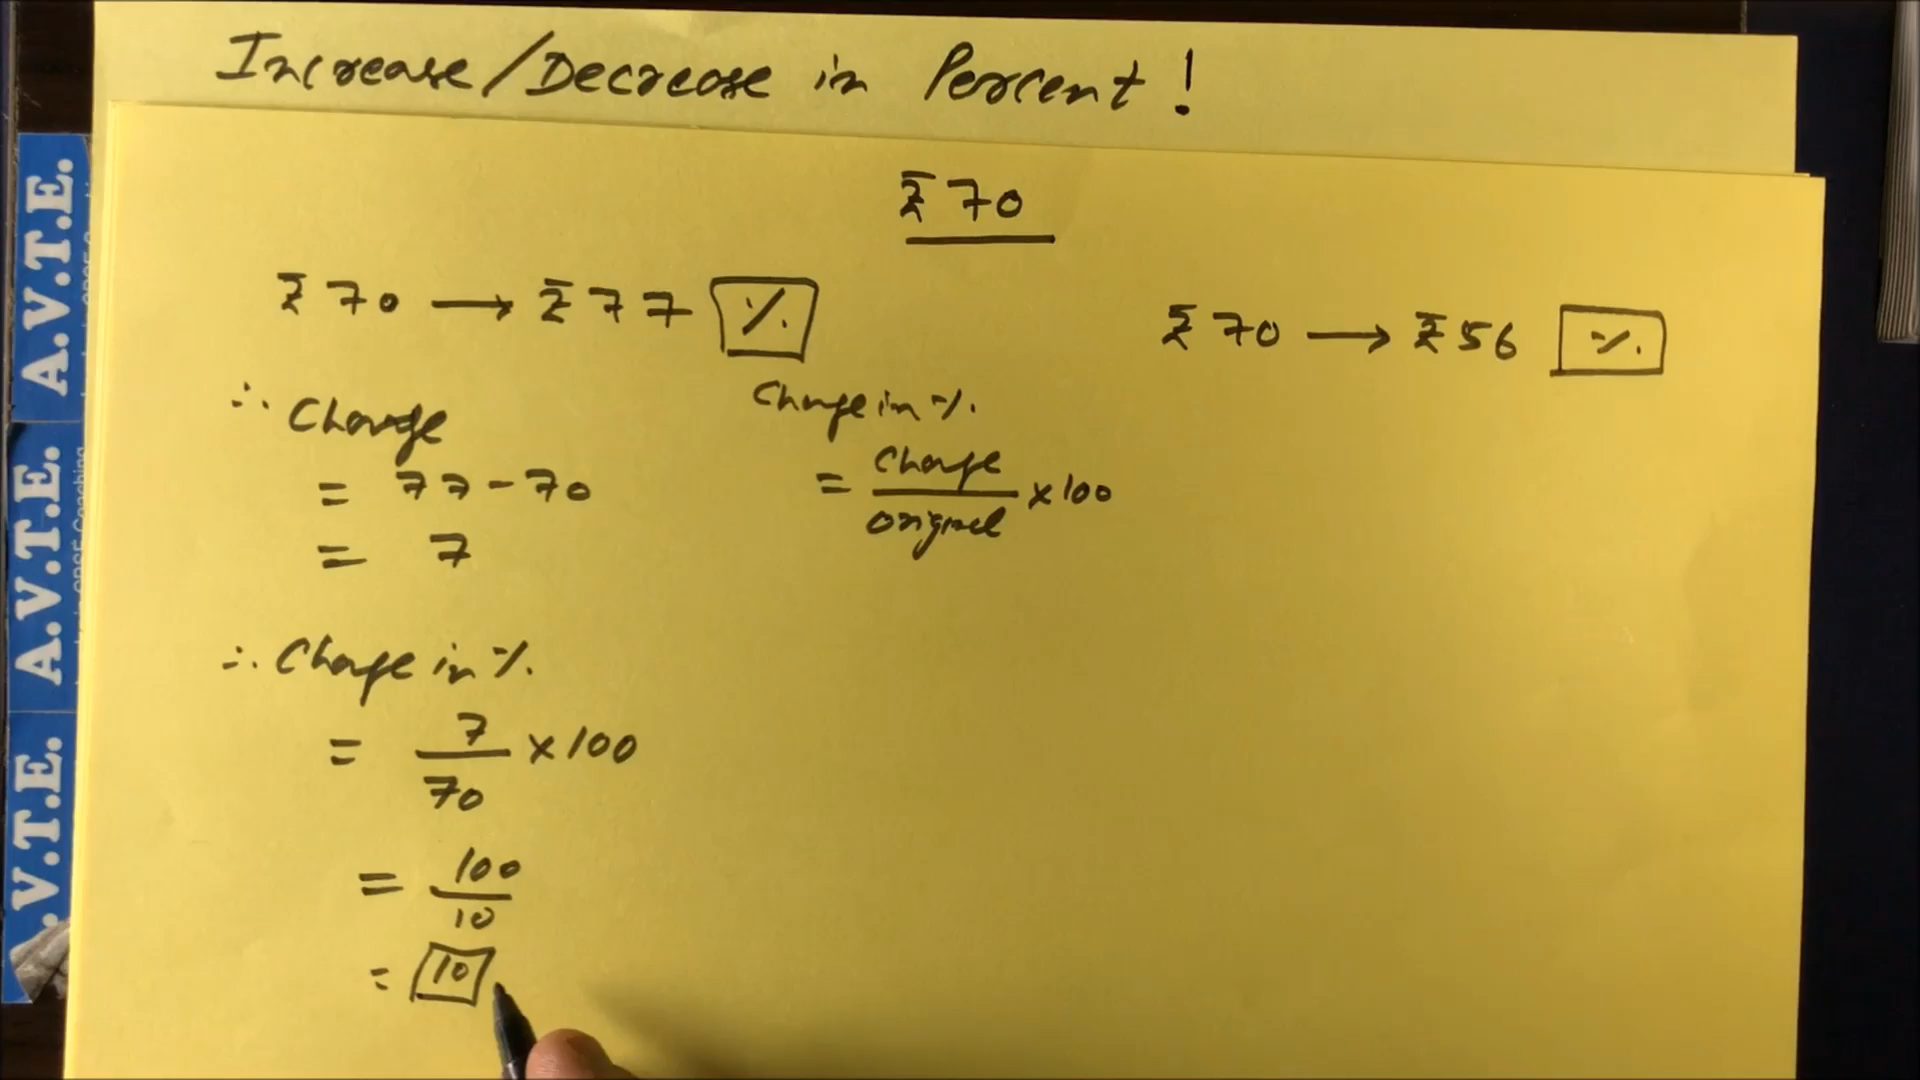 Increase/Decrease in Percent!
₹70
₹70 → ₹77 %
∴ Change
= 77-70
= 7
Change in %
= Change / original ×100
∴ Change in %
= 7/70 ×100
= 100/10
= 10
₹70 → ₹56 %
A.V.T.E.
A.V.T.E.
.V.T.E.